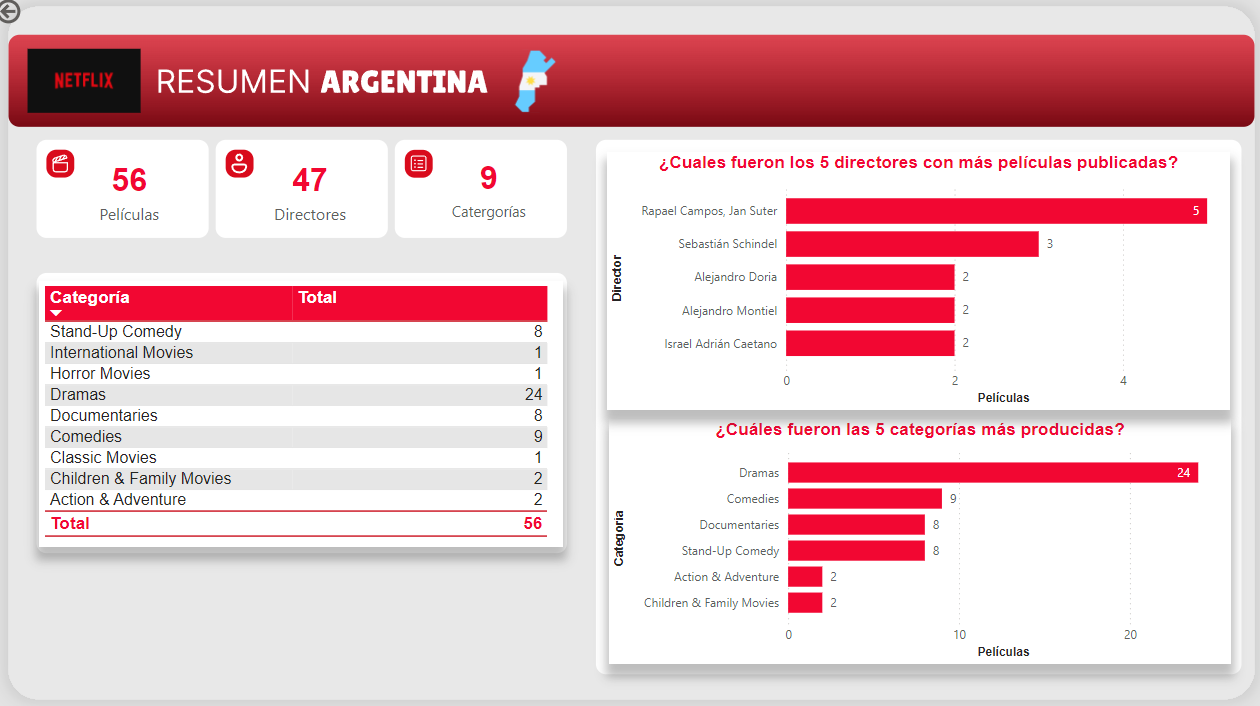 NETFLIX
RESUMEN ARGENTINA
56
Películas
47
Directores
9
Catergorías
Categoría Total
Stand-Up Comedy 8
International Movies 1
Horror Movies 1
Dramas 24
Documentaries 8
Comedies 9
Classic Movies 1
Children & Family Movies 2
Action & Adventure 2
Total 56
¿Cuales fueron los 5 directores con más películas publicadas?
Director
Rapael Campos, Jan Suter 5
Sebastián Schindel 3
Alejandro Doria 2
Alejandro Montiel 2
Israel Adrián Caetano 2
0 2 4
Películas
¿Cuáles fueron las 5 categorías más producidas?
Categoría
Dramas 24
Comedies 9
Documentaries 8
Stand-Up Comedy 8
Action & Adventure 2
Children & Family Movies 2
0 10 20
Películas